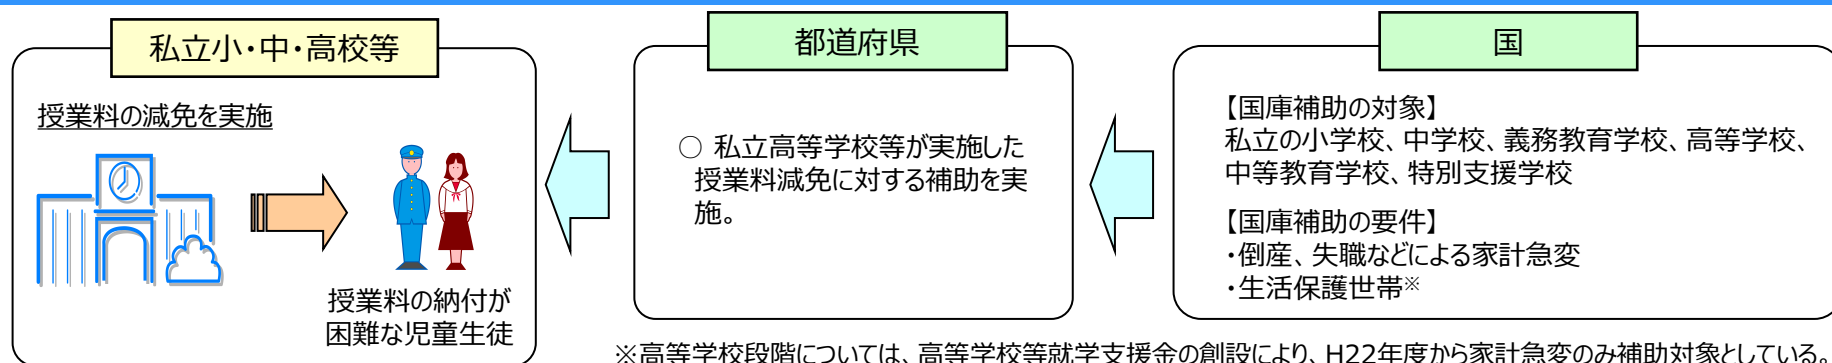 私立小・中・高校等
授業料の減免を実施
授業料の納付が
困難な児童生徒
都道府県
○ 私立高等学校等が実施した
授業料減免に対する補助を実
施。
国
【国庫補助の対象】
私立の小学校、中学校、義務教育学校、高等学校、
中等教育学校、特別支援学校
【国庫補助の要件】
・倒産、失職などによる家計急変
・生活保護世帯※
※高等学校段階については、高等学校等就学支援金の創設により、H22年度から家計急変のみ補助対象としている。